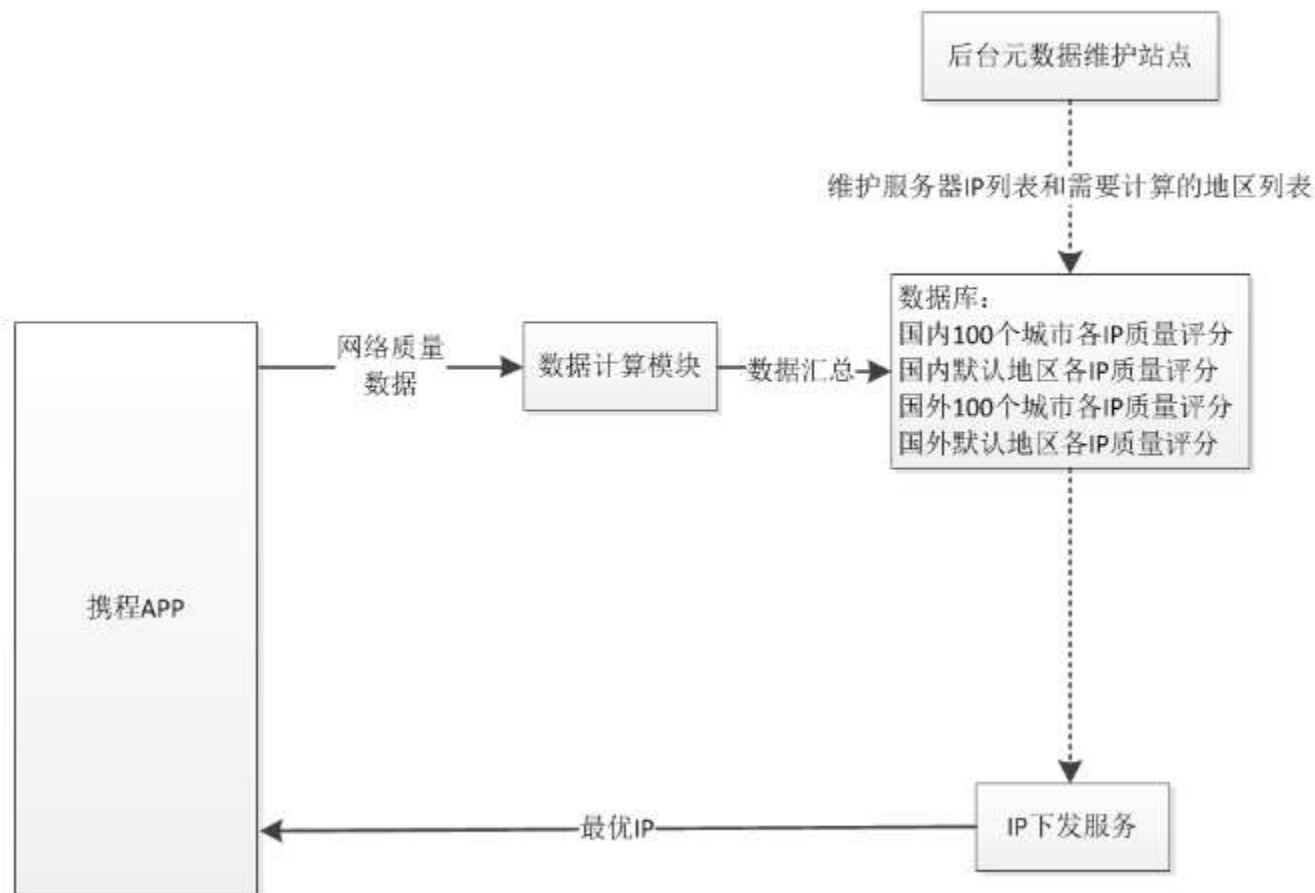 后台元数据维护站点
维护服务器IP列表和需要计算的地区列表
数据库：
国内100个城市各IP质量评分
国内默认地区各IP质量评分
国外100个城市各IP质量评分
国外默认地区各IP质量评分
网络质量
数据
数据计算模块
数据汇总
携程APP
最优IP
IP下发服务